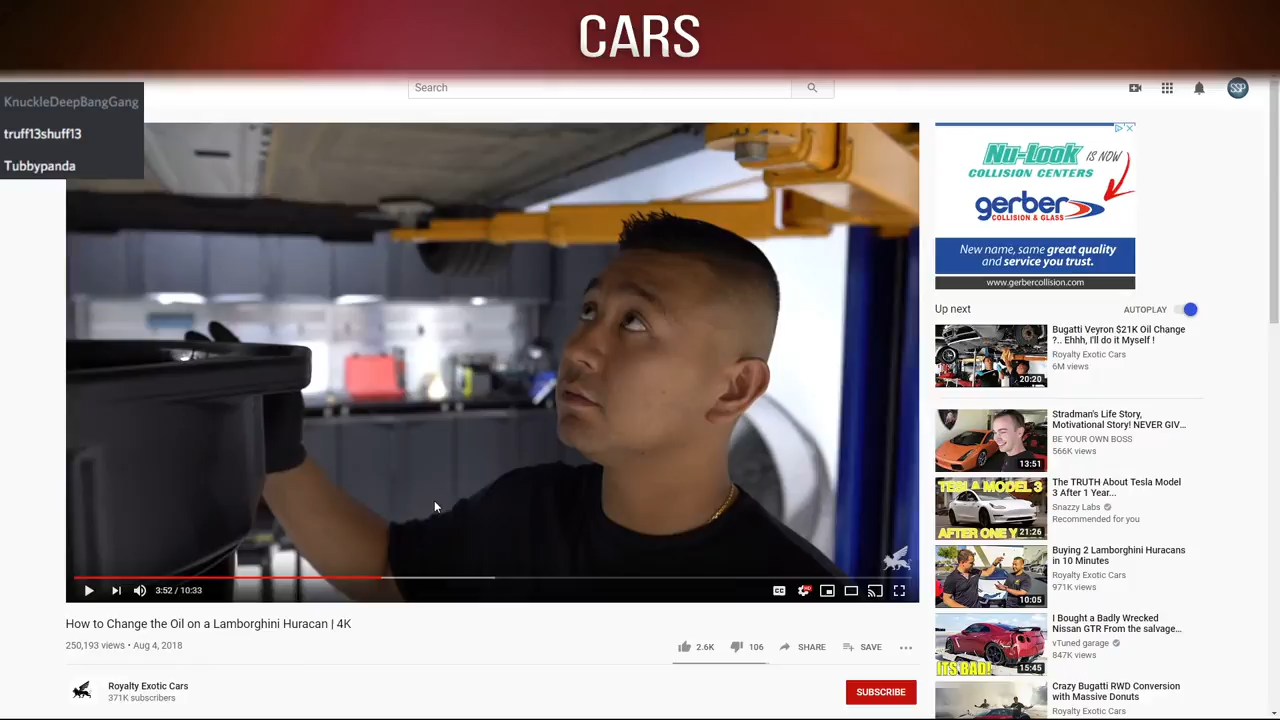 CARS
Search
SSP
KnuckleDeepBangGang
truff13shuff13
Tubbypanda
Nu-Look IS NOW
COLLISION CENTERS
gerber
COLLISION & GLASS
New name, same great quality
and service you trust.
www.gerbercollision.com
Up next
AUTOPLAY
Bugatti Veyron $21K Oil Change
?.. Ehhh, I'll do it Myself !
Royalty Exotic Cars
6M views
20:20
Stradman's Life Story,
Motivational Story! NEVER GIV...
BE YOUR OWN BOSS
566K views
13:51
TESLA MODEL 3
AFTER ONE Y
21:26
The TRUTH About Tesla Model
3 After 1 Year...
Snazzy Labs
Recommended for you
Buying 2 Lamborghini Huracans
in 10 Minutes
Royalty Exotic Cars
971K views
10:05
I Bought a Badly Wrecked
Nissan GTR From the salvage...
vTuned garage
847K views
IT'S BAD!
15:45
Crazy Bugatti RWD Conversion
with Massive Donuts
Royalty Exotic Cars
3:52 / 10:33
HD
How to Change the Oil on a Lamborghini Huracan | 4K
250,193 views • Aug 4, 2018
2.6K
106
SHARE
SAVE
Royalty Exotic Cars
371K subscribers
SUBSCRIBE